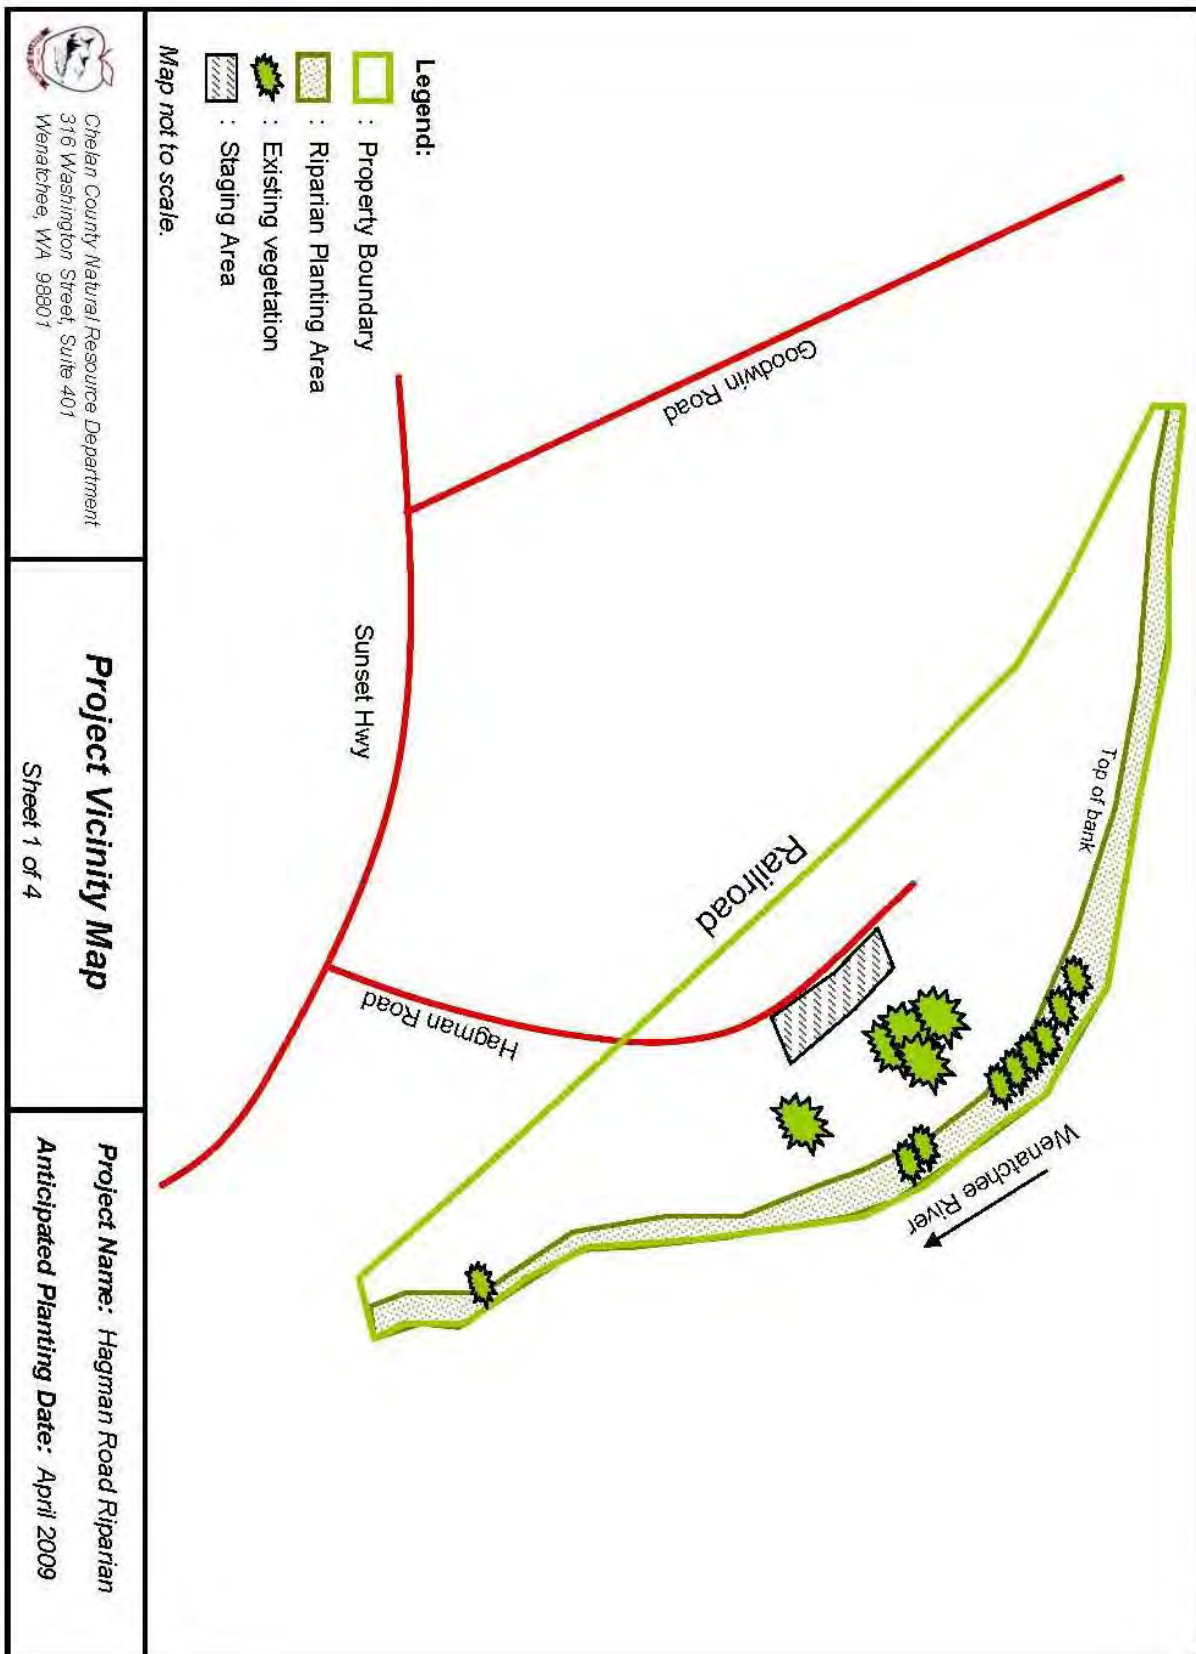 Goodwin Road
Top of bank
Wenatchee River
Railroad
Sunset Hwy
Hagman Road
Legend:
: Property Boundary
: Riparian Planting Area
: Existing vegetation
: Staging Area
Map not to scale.
Chelan County Natural Resource Department
316 Washington Street, Suite 401
Wenatchee, WA 98801
Project Vicinity Map
Sheet 1 of 4
Project Name: Hagman Road Riparian
Anticipated Planting Date: April 2009